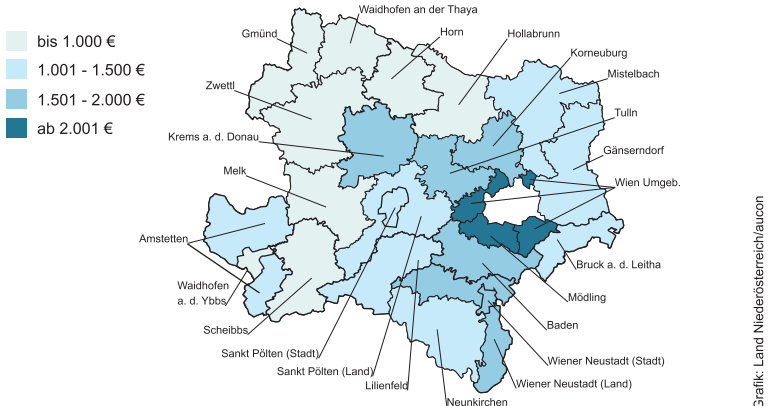 bis 1.000 €
1.001 - 1.500 €
1.501 - 2.000 €
ab 2.001 €
Waidhofen an der Thaya
Gmünd
Horn
Hollabrunn
Korneuburg
Mistelbach
Zwettl
Tulln
Krems a. d. Donau
Gänserndorf
Melk
Wien Umgeb.
Amstetten
Bruck a. d. Leitha
Waidhofen
a. d. Ybbs
Mödling
Scheibbs
Baden
Sankt Pölten (Stadt)
Wiener Neustadt (Stadt)
Sankt Pölten (Land)
Lilienfeld
Wiener Neustadt (Land)
Neunkirchen
Grafik: Land Niederösterreich/aucon